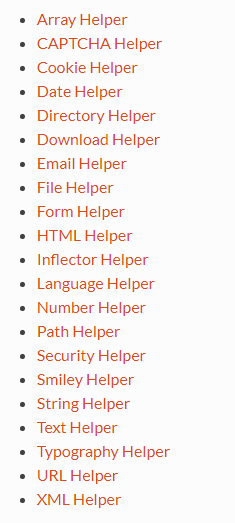 Array Helper
CAPTCHA Helper
Cookie Helper
Date Helper
Directory Helper
Download Helper
Email Helper
File Helper
Form Helper
HTML Helper
Inflector Helper
Language Helper
Number Helper
Path Helper
Security Helper
Smiley Helper
String Helper
Text Helper
Typography Helper
URL Helper
XML Helper